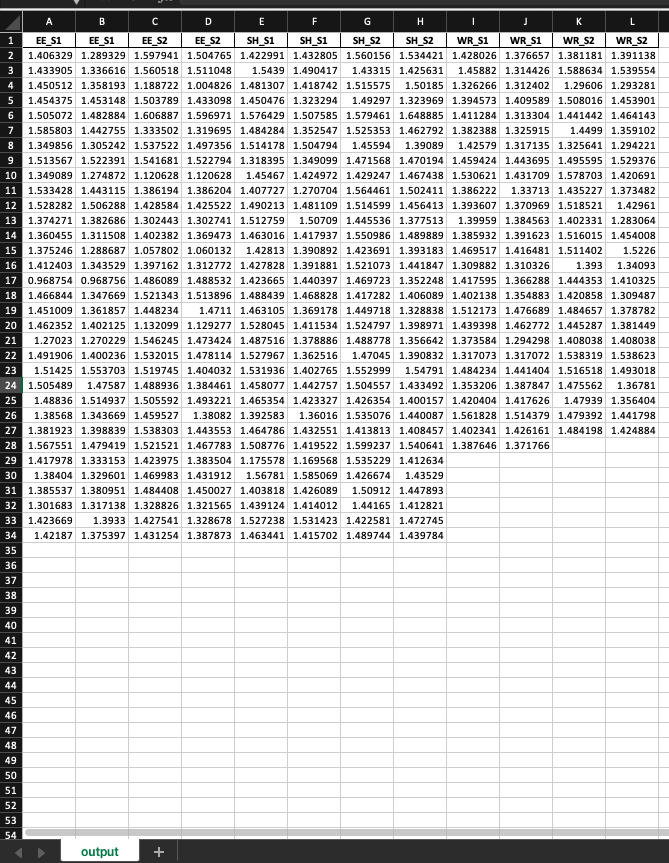 A B C D E F G H I J K L
1 EE_S1 EE_S1 EE_S2 EE_S2 SH_S1 SH_S1 SH_S2 SH_S2 WR_S1 WR_S1 WR_S2 WR_S2
2 1.406329 1.289329 1.597941 1.504765 1.422991 1.432805 1.560156 1.534421 1.428026 1.376657 1.381181 1.391138
3 1.433905 1.336616 1.560518 1.511048 1.5439 1.490417 1.43315 1.425631 1.45882 1.314426 1.588634 1.539554
4 1.450512 1.358193 1.188722 1.004826 1.481307 1.418742 1.515575 1.50185 1.326266 1.312402 1.29606 1.293281
5 1.454375 1.453148 1.503789 1.433098 1.450476 1.323294 1.49297 1.323969 1.394573 1.409589 1.508016 1.453901
6 1.505072 1.482884 1.606887 1.596971 1.576429 1.507585 1.579461 1.648885 1.411284 1.313304 1.441442 1.464143
7 1.585803 1.442755 1.333502 1.319695 1.484284 1.352547 1.525353 1.462792 1.382388 1.325915 1.4499 1.359102
8 1.349856 1.305242 1.537522 1.497356 1.514178 1.504794 1.45594 1.39089 1.42579 1.317135 1.325641 1.294221
9 1.513567 1.522391 1.541681 1.522794 1.318395 1.349099 1.471568 1.470194 1.459424 1.443695 1.495595 1.529376
10 1.349089 1.274872 1.120628 1.120628 1.45467 1.424972 1.429247 1.467438 1.530621 1.431709 1.578703 1.420691
11 1.533428 1.443115 1.386194 1.386204 1.407727 1.270704 1.564461 1.502411 1.386222 1.33713 1.435227 1.373482
12 1.528282 1.506288 1.428584 1.425522 1.490213 1.481109 1.514599 1.456413 1.393607 1.370969 1.518521 1.42961
13 1.374271 1.382686 1.302443 1.302741 1.512759 1.50709 1.445536 1.377513 1.39959 1.384563 1.402331 1.283064
14 1.360455 1.311508 1.402382 1.369473 1.463016 1.417937 1.550986 1.489889 1.385932 1.391623 1.516015 1.454008
15 1.375246 1.288687 1.057802 1.060132 1.42813 1.390892 1.423691 1.393183 1.469517 1.416481 1.511402 1.5226
16 1.412403 1.343529 1.397162 1.312772 1.427828 1.391881 1.521073 1.441847 1.309882 1.310326 1.393 1.34093
17 0.968754 0.968756 1.486089 1.488532 1.423665 1.440397 1.469723 1.352248 1.417595 1.366288 1.444353 1.410325
18 1.466844 1.347669 1.521343 1.513896 1.488439 1.468828 1.417282 1.406089 1.402138 1.354883 1.420858 1.309487
19 1.451009 1.361857 1.448234 1.4711 1.463105 1.369178 1.449718 1.328838 1.512173 1.476689 1.484657 1.378782
20 1.462352 1.402125 1.132099 1.129277 1.528045 1.411534 1.524797 1.398971 1.439398 1.462772 1.445287 1.381449
21 1.27023 1.270229 1.546245 1.473424 1.487516 1.378886 1.488778 1.356642 1.373584 1.294298 1.408038 1.408038
22 1.491906 1.400236 1.532015 1.478114 1.527967 1.362516 1.47045 1.390832 1.317073 1.317072 1.538319 1.538623
23 1.51425 1.553703 1.519745 1.404032 1.531936 1.402765 1.552999 1.54791 1.484234 1.441404 1.516518 1.493018
24 1.505489 1.47587 1.488936 1.384461 1.458077 1.442757 1.504557 1.433492 1.353206 1.387847 1.475562 1.36781
25 1.48836 1.514937 1.505592 1.493221 1.465354 1.423327 1.426354 1.400157 1.420404 1.417626 1.47939 1.356404
26 1.38568 1.343669 1.459527 1.38082 1.392583 1.36016 1.535076 1.440087 1.561828 1.514379 1.479392 1.441798
27 1.381923 1.398839 1.538303 1.443553 1.464786 1.432551 1.413813 1.408457 1.402341 1.426161 1.484198 1.424884
28 1.567551 1.479419 1.521521 1.467783 1.508776 1.419522 1.599237 1.540641 1.387646 1.371766
29 1.417978 1.333153 1.423975 1.383504 1.175578 1.169568 1.535229 1.412634
30 1.38404 1.329601 1.469983 1.431912 1.56781 1.585069 1.426674 1.43529
31 1.385537 1.380951 1.484408 1.450027 1.403818 1.426089 1.50912 1.447893
32 1.301683 1.317138 1.328826 1.321565 1.439124 1.414012 1.44165 1.412821
33 1.423669 1.3933 1.427541 1.328678 1.527238 1.531423 1.422581 1.472745
34 1.42187 1.375397 1.431254 1.387873 1.463441 1.415702 1.489744 1.439784
35
36
37
38
39
40
41
42
43
44
45
46
47
48
49
50
51
52
53
54
output +